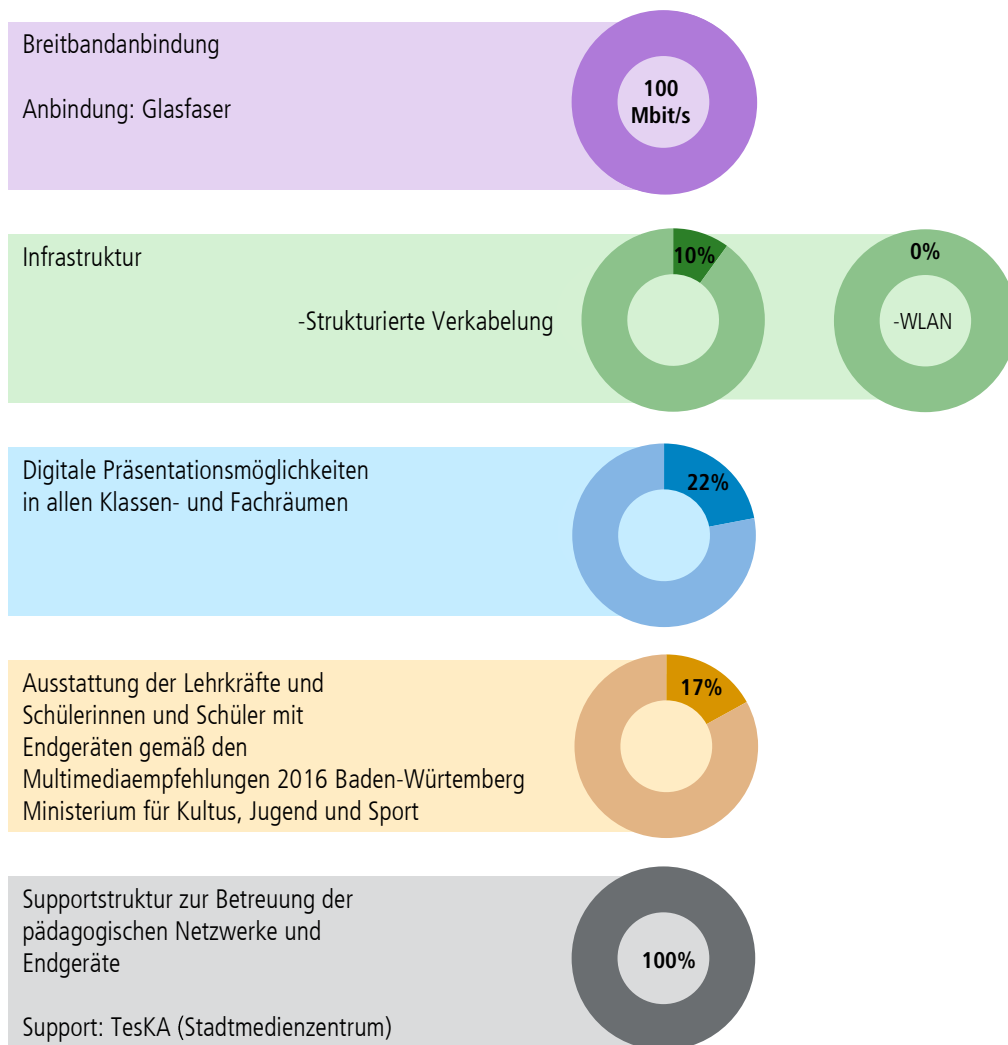 Breitbandanbindung
Anbindung: Glasfaser
100
Mbit/s
Infrastruktur
-Strukturierte Verkabelung
10%
0%
-WLAN
Digitale Präsentationsmöglichkeiten
in allen Klassen- und Fachräumen
22%
Ausstattung der Lehrkräfte und
Schülerinnen und Schüler mit
Endgeräten gemäß den
Multimediaempfehlungen 2016 Baden-Würtemberg
Ministerium für Kultus, Jugend und Sport
17%
Supportstruktur zur Betreuung der
pädagogischen Netzwerke und
Endgeräte
Support: TesKA (Stadtmedienzentrum)
100%